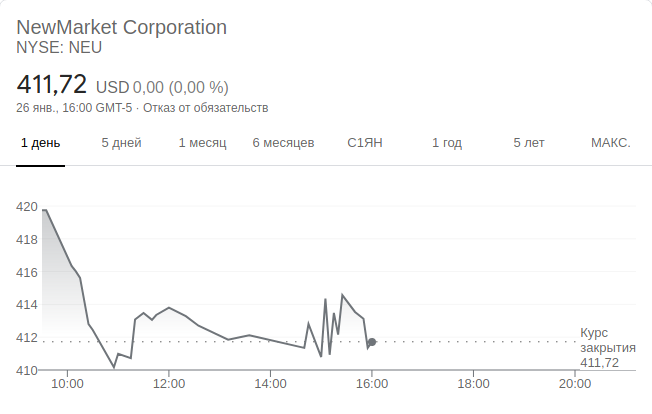 NewMarket Corporation
NYSE: NEU
411,72 USD 0,00 (0,00 %)
26 янв., 16:00 GMT-5 · Отказ от обязательств
1 день 5 дней 1 месяц 6 месяцев С1ЯН 1 год 5 лет МАКС.
420
418
416
414
412
410
Курс
закрытия
411,72
10:00 12:00 14:00 16:00 18:00 20:00